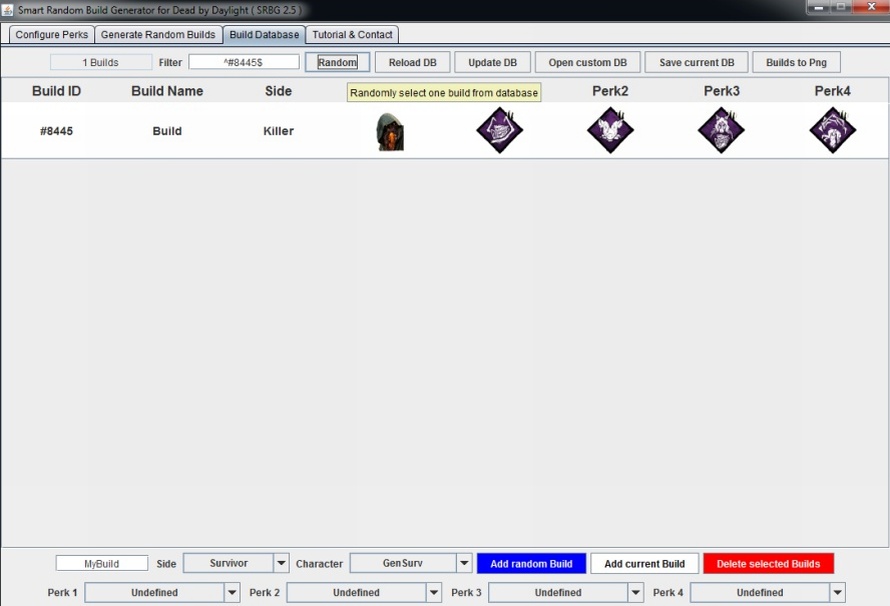 Smart Random Build Generator for Dead by Daylight ( SRBG 2.5 )
Configure Perks Generate Random Builds Build Database Tutorial & Contact
1 Builds Filter ^#8445$ Random Reload DB Update DB Open custom DB Save current DB Builds to Png
Build ID Build Name Side Randomly select one build from database Perk2 Perk3 Perk4
#8445 Build Killer
MyBuild Side Survivor Character GenSurv Add random Build Add current Build Delete selected Builds
Perk 1 Undefined Perk 2 Undefined Perk 3 Undefined Perk 4 Undefined